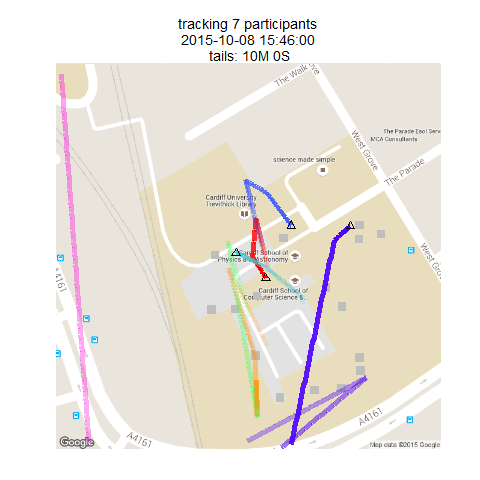 tracking 7 participants
2015-10-08 15:46:00
tails: 10M 0S
The Walk
West Grove
The Parade Esol Serv
MCA Consultants
science made simple
The Parade
Cardiff University
Trevithick Library
West Grove
Cardiff School of
Physics and Astronomy
Cardiff School of
Computer Science &...
A4161
A4161
A4161
Google
Map data ©2015 Google